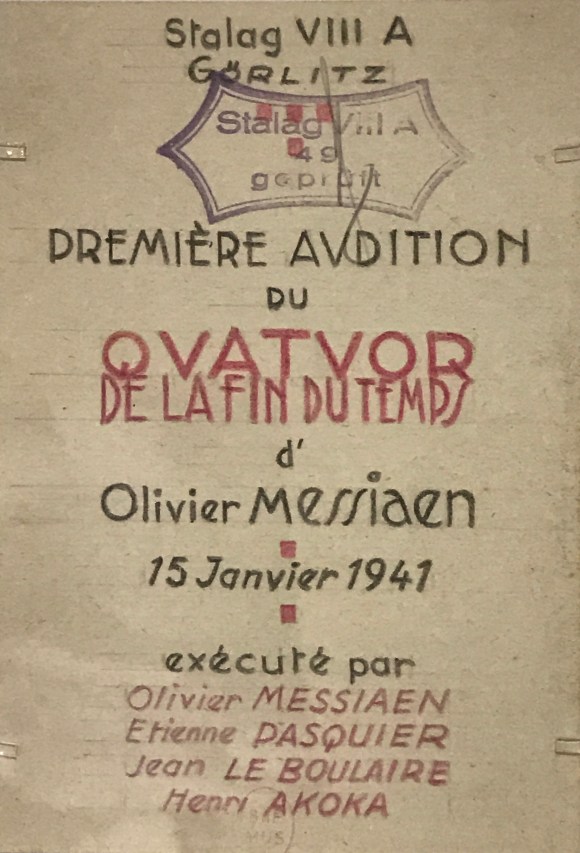 Stalag VIII A
GÖRLITZ
Stalag VIII A
49
geprüft
PREMIÈRE AVDITION
DU
QVATVOR
DE LA FIN DU TEMPS
d'
Olivier Messiaen
15 Janvier 1941
exécuté par
Olivier MESSIAEN
Etienne PASQUIER
Jean LE BOULAIRE
Henri AKOKA